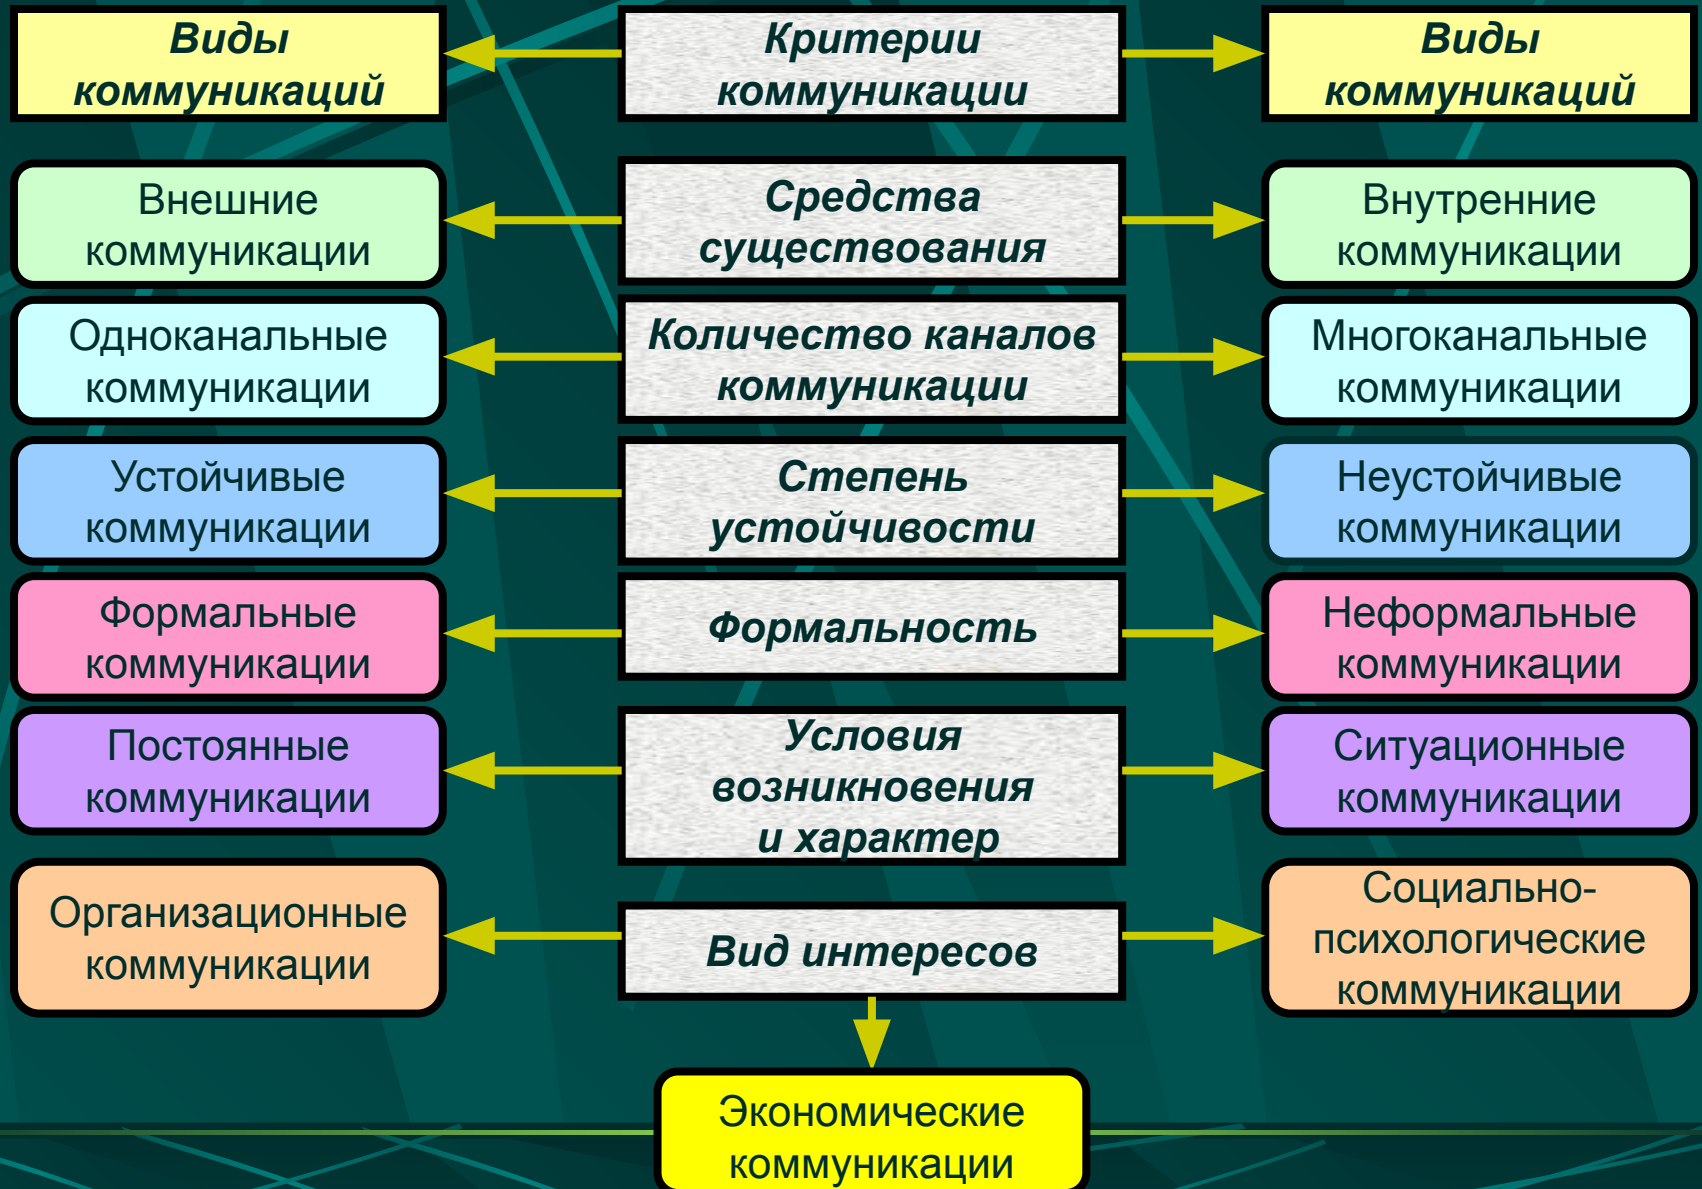 Виды
коммуникаций
Критерии
коммуникации
Виды
коммуникаций
Внешние
коммуникации
Средства
существования
Внутренние
коммуникации
Одноканальные
коммуникации
Количество каналов
коммуникации
Многоканальные
коммуникации
Устойчивые
коммуникации
Степень
устойчивости
Неустойчивые
коммуникации
Формальные
коммуникации
Формальность
Неформальные
коммуникации
Постоянные
коммуникации
Условия
возникновения
и характер
Ситуационные
коммуникации
Организационные
коммуникации
Вид интересов
Социально-
психологические
коммуникации
Экономические
коммуникации